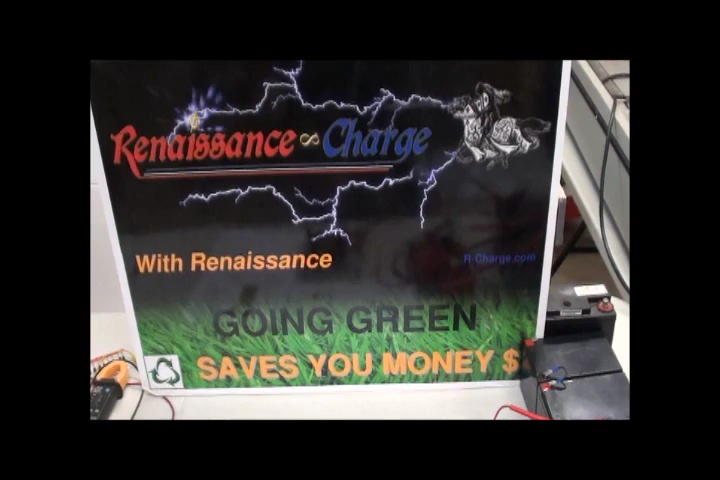 Renaissance ∞ Charge
With Renaissance
R-Charge.com
GOING GREEN
SAVES YOU MONEY $